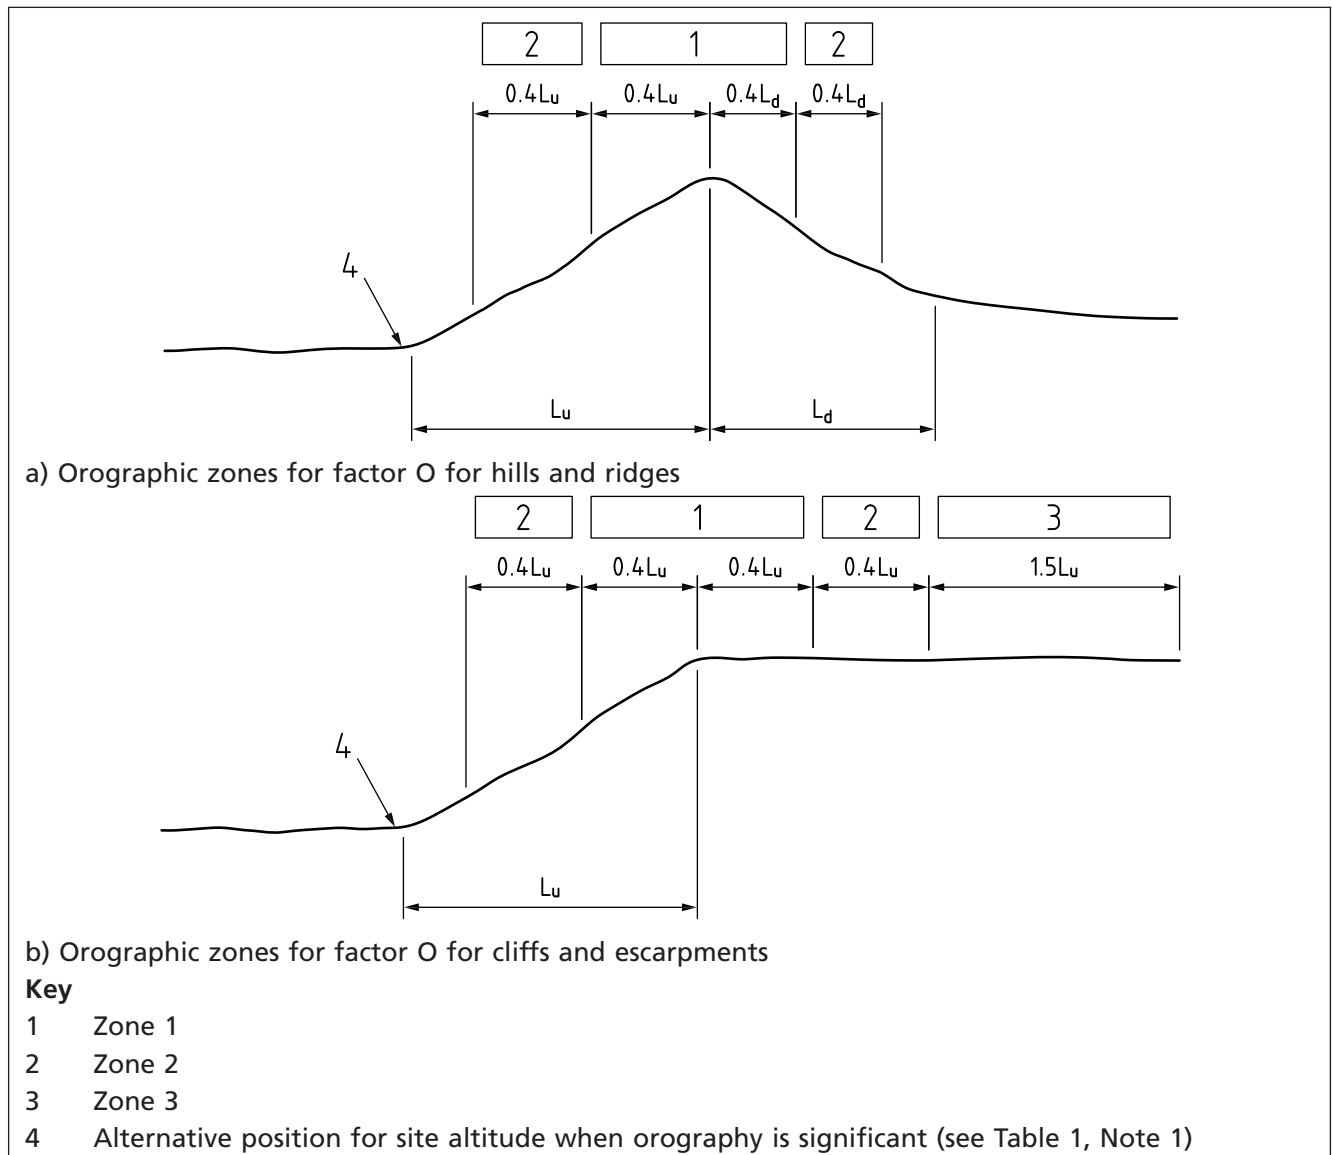 2 1 2
0.4Lu 0.4Lu 0.4Ld 0.4Ld
4
Lu Ld
a) Orographic zones for factor O for hills and ridges
2 1 2 3
0.4Lu 0.4Lu 0.4Lu 0.4Lu 1.5Lu
4
Lu
b) Orographic zones for factor O for cliffs and escarpments
Key
1 Zone 1
2 Zone 2
3 Zone 3
4 Alternative position for site altitude when orography is significant (see Table 1, Note 1)